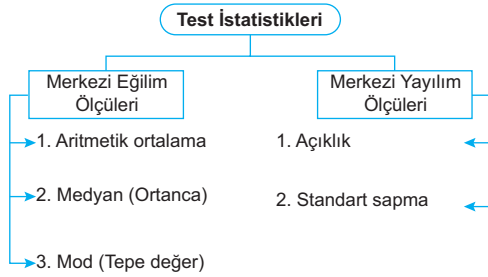 Test İstatistikleri
Merkezi Eğilim
Ölçüleri
1. Aritmetik ortalama
2. Medyan (Ortanca)
3. Mod (Tepe değer)
Merkezi Yayılım
Ölçüleri
1. Açıklık
2. Standart sapma